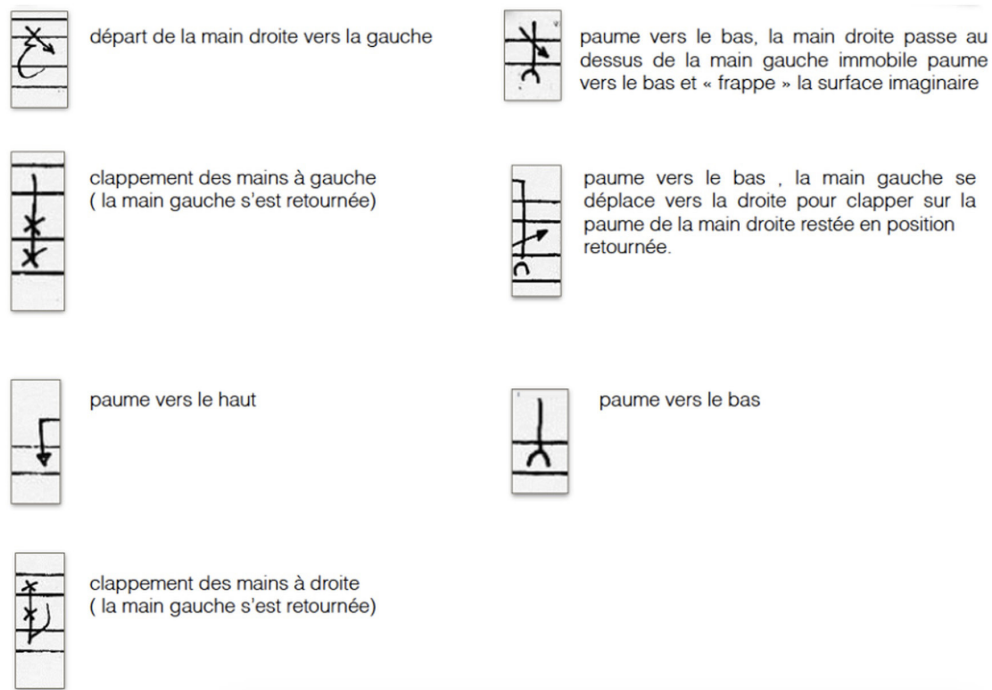 départ de la main droite vers la gauche
paume vers le bas, la main droite passe au
dessus de la main gauche immobile paume
vers le bas et « frappe » la surface imaginaire
clappement des mains à gauche
( la main gauche s'est retournée)
paume vers le bas , la main gauche se
déplace vers la droite pour clapper sur la
paume de la main droite restée en position
retournée.
paume vers le haut
paume vers le bas
clappement des mains à droite
( la main gauche s'est retournée)